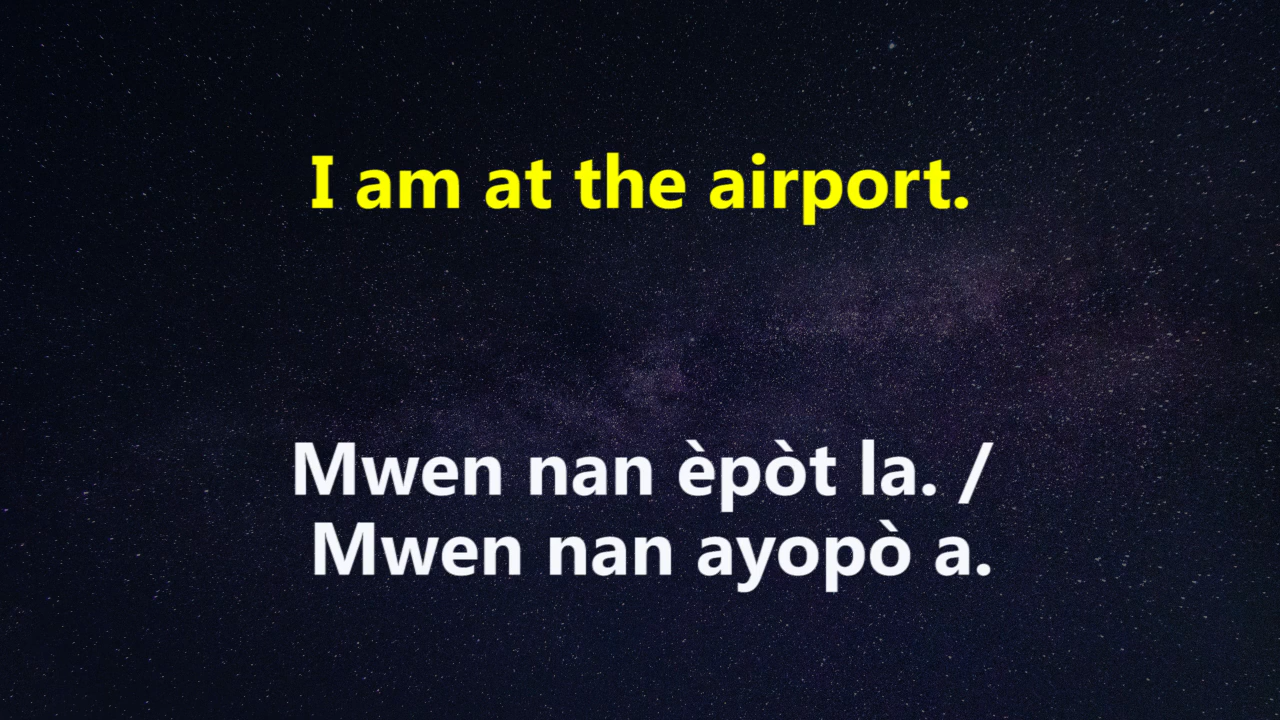 I am at the airport.
Mwen nan èpòt la. /
Mwen nan ayopò a.